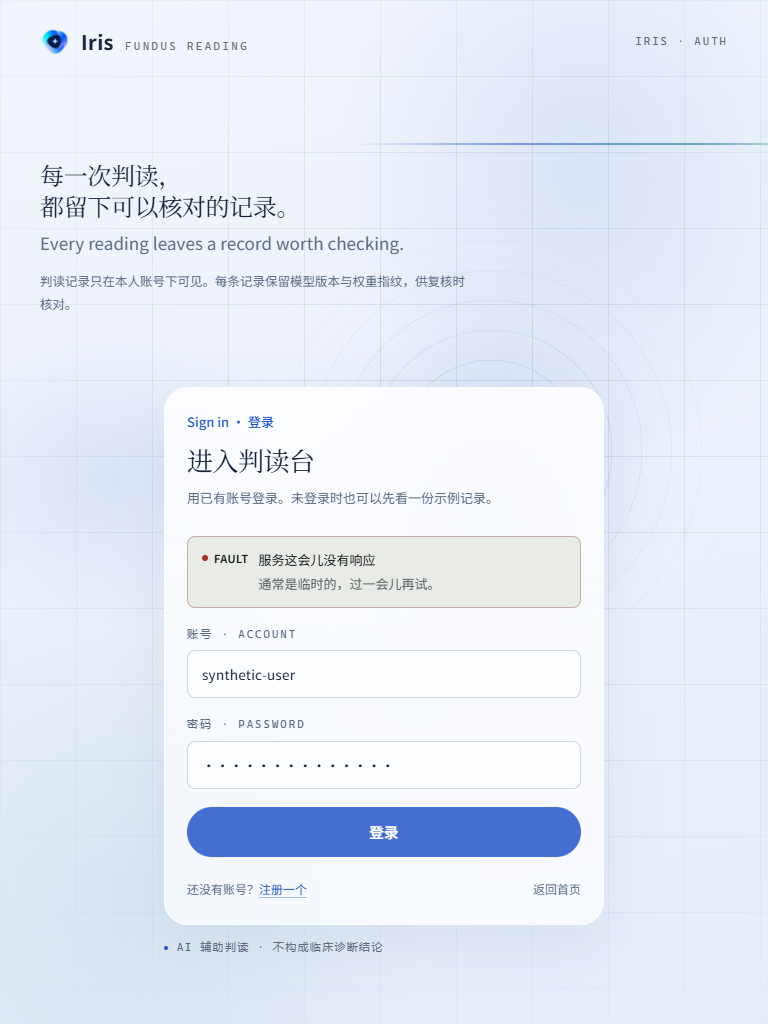 Iris FUNDUS READING
IRIS · AUTH
每一次判读，
都留下可以核对的记录。
Every reading leaves a record worth checking.
判读记录只在本人账号下可见。每条记录保留模型版本与权重指纹，供复核时
核对。
Sign in · 登录
进入判读台
用已有账号登录。未登录时也可以先看一份示例记录。
FAULT 服务这会儿没有响应
通常是临时的，过一会儿再试。
账号 · ACCOUNT
synthetic-user
密码 · PASSWORD
••••••••••••••
登录
还没有账号？注册一个
返回首页
AI 辅助判读 · 不构成临床诊断结论